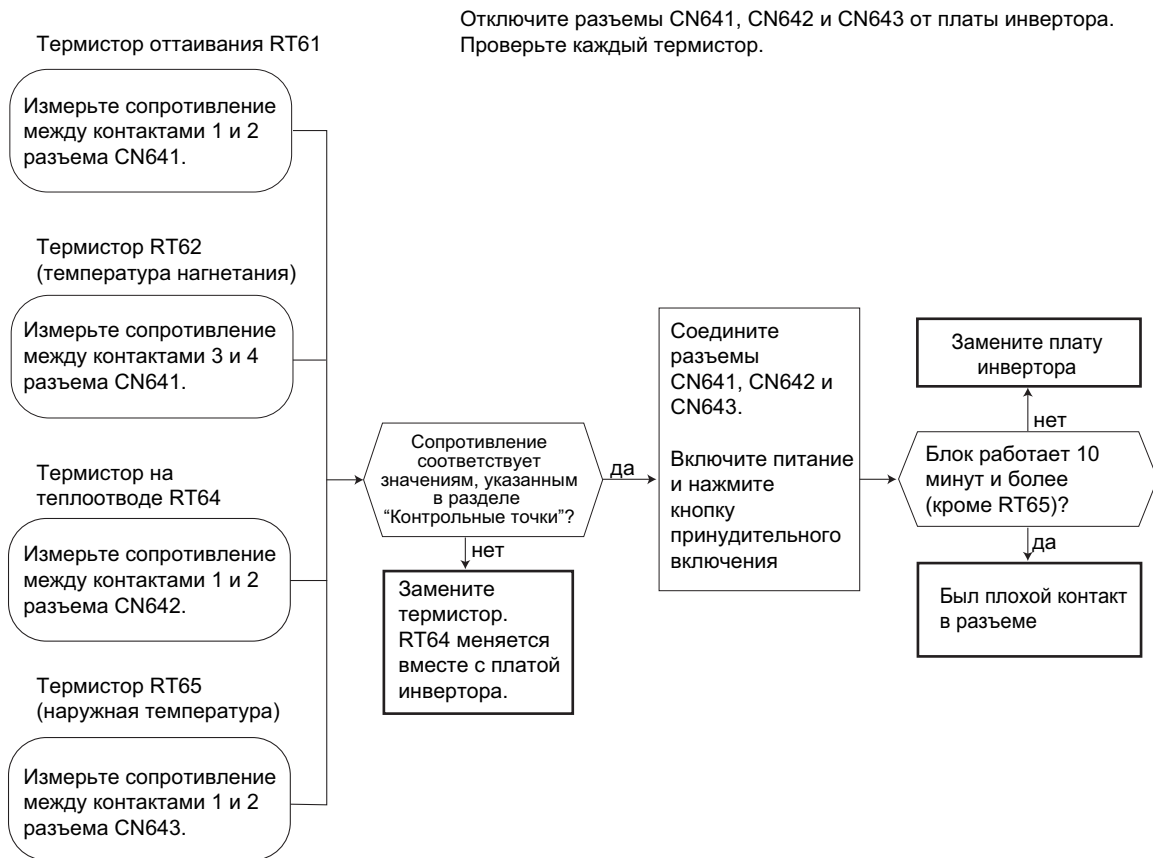 Отключите разъемы CN641, CN642 и CN643 от платы инвертора.
Проверьте каждый термистор.
Термистор оттаивания RT61
Измерьте сопротивление
между контактами 1 и 2
разъема CN641.
Термистор RT62
(температура нагнетания)
Измерьте сопротивление
между контактами 3 и 4
разъема CN641.
Термистор на
теплоотводе RT64
Измерьте сопротивление
между контактами 1 и 2
разъема CN642.
Термистор RT65
(наружная температура)
Измерьте сопротивление
между контактами 1 и 2
разъема CN643.
Сопротивление
соответствует
значениям, указанным
в разделе
“Контрольные точки”?
да
нет
Замените
термистор.
RT64 меняется
вместе с платой
инвертора.
Соедините
разъемы
CN641, CN642 и
CN643.
Включите питание
и нажмите
кнопку
принудительного
включения
Замените плату
инвертора
нет
Блок работает 10
минут и более
(кроме RT65)?
да
Был плохой контакт
в разъеме